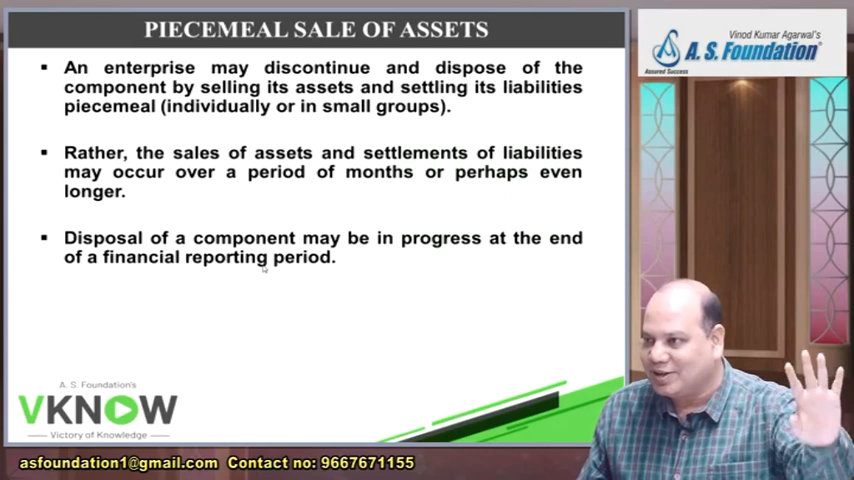 PIECEMEAL SALE OF ASSETS
▪ An enterprise may discontinue and dispose of the
component by selling its assets and settling its liabilities
piecemeal (individually or in small groups).
▪ Rather, the sales of assets and settlements of liabilities
may occur over a period of months or perhaps even
longer.
▪ Disposal of a component may be in progress at the end
of a financial reporting period.
A. S. Foundation's
VKNOW
Victory of Knowledge
asfoundation1@gmail.com Contact no: 9667671155
Vinod Kumar Agarwal's
A. S. Foundation®
Assured Success